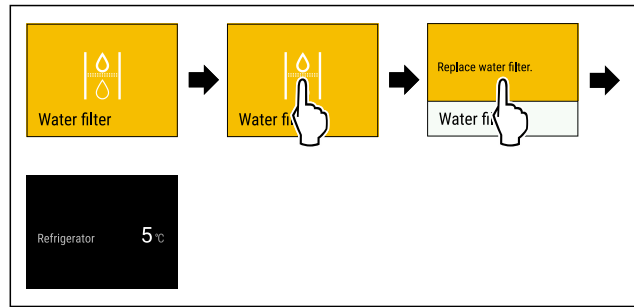 Water filter
Water fi
Replace water filter.
Water fi
Refrigerator 5 °C